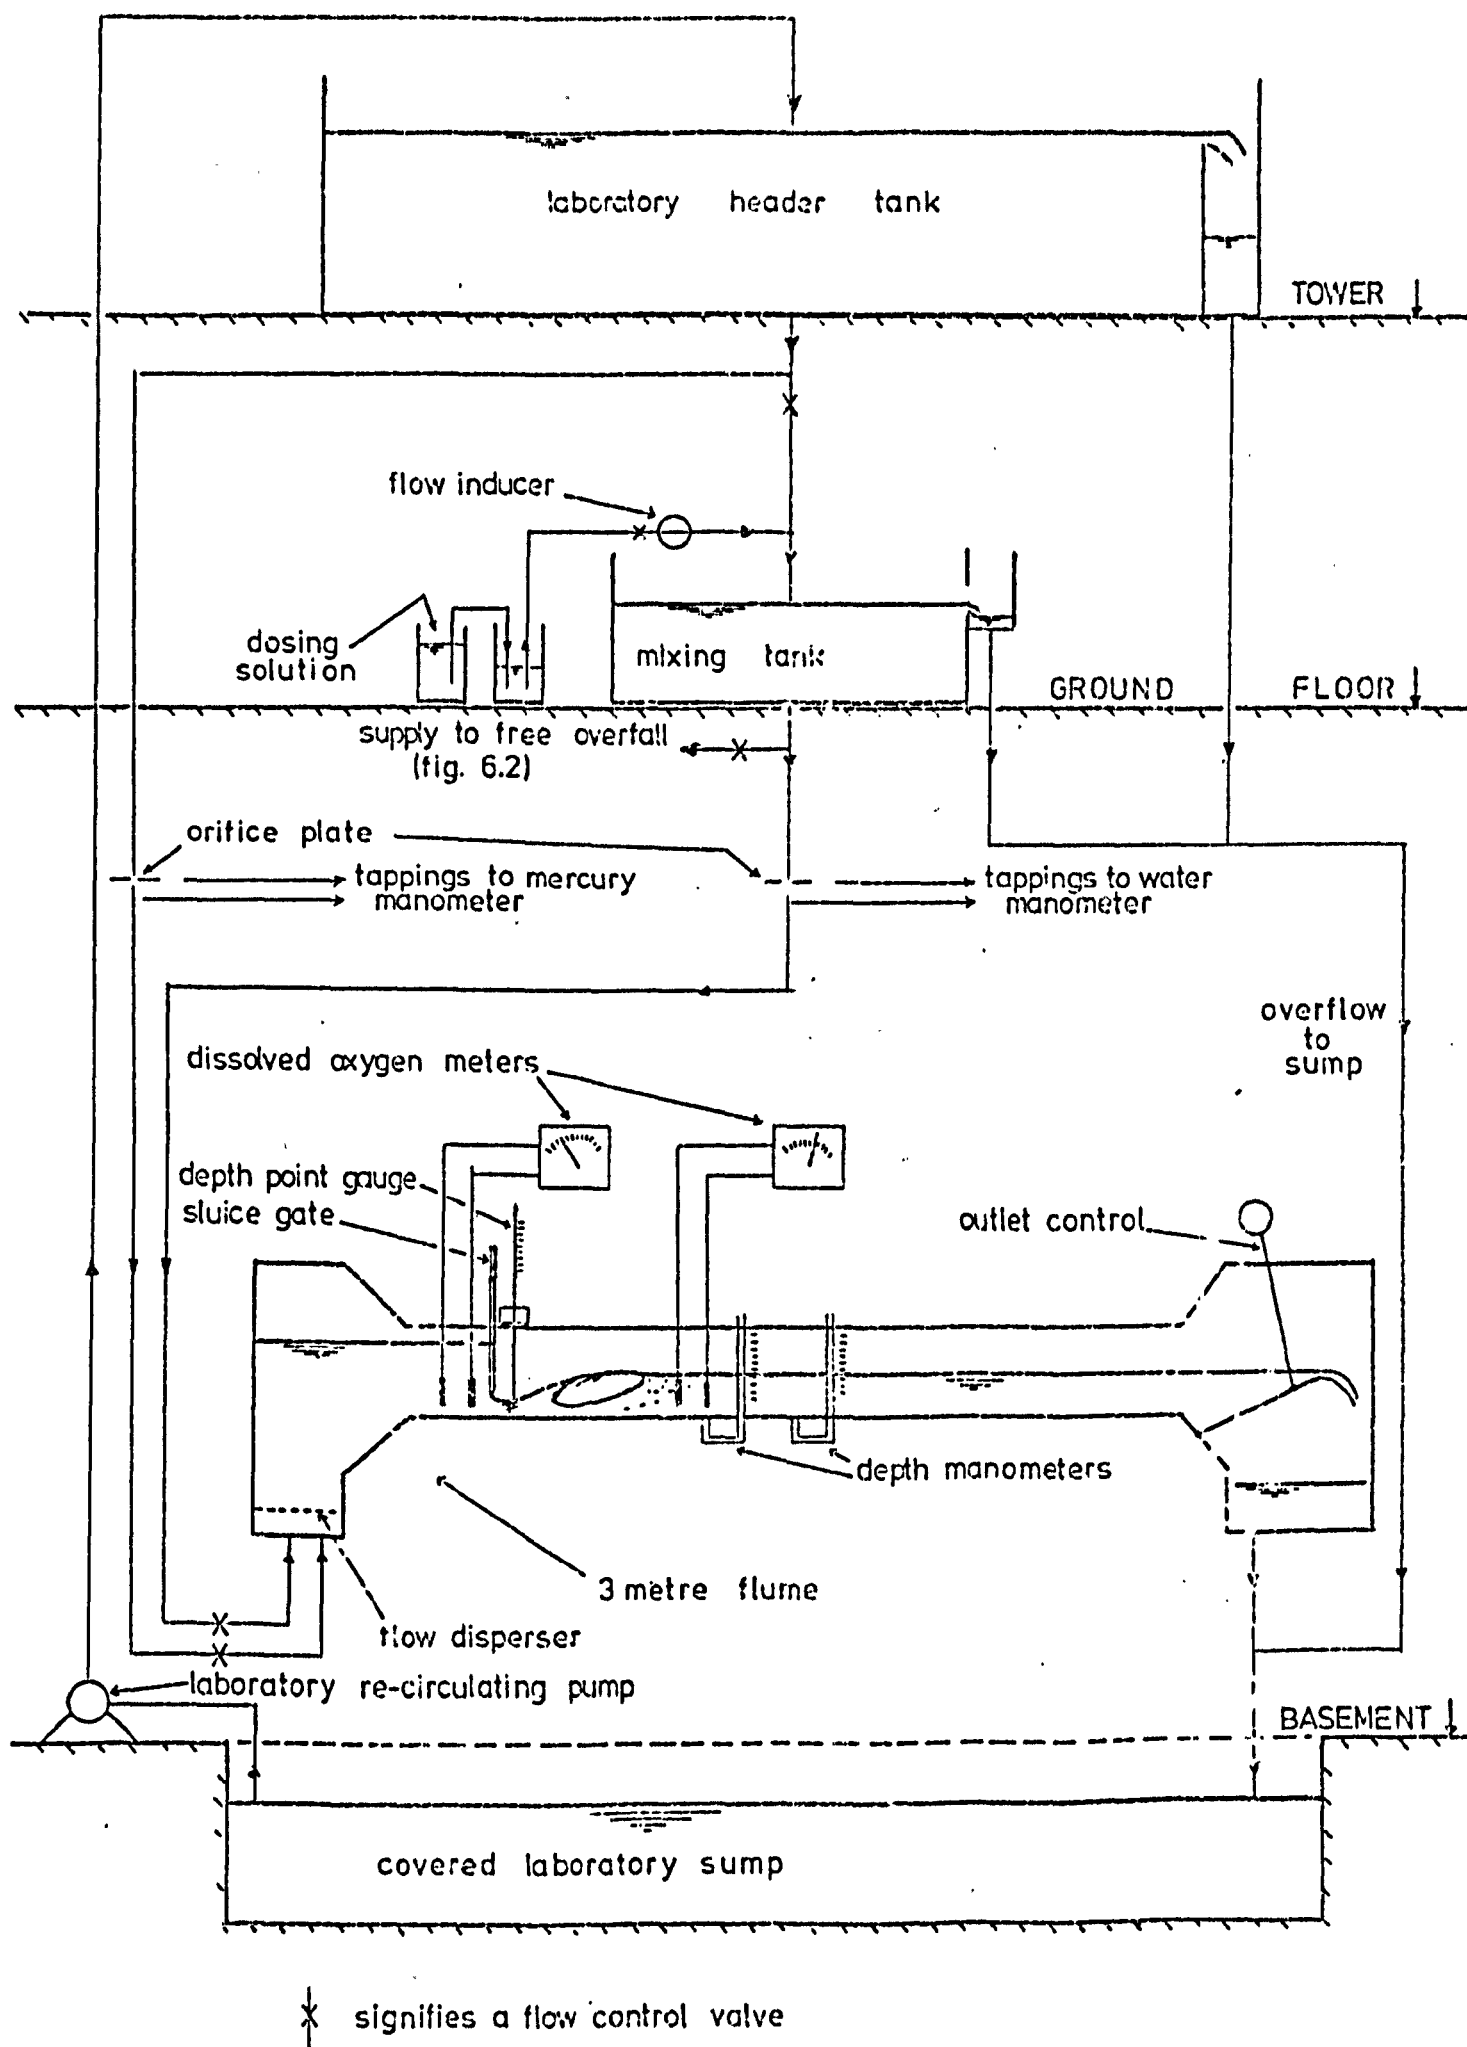 laboratory header tank
TOWER
flow inducer
dosing
solution
mixing tank
GROUND FLOOR
supply to free overfall
(fig. 6.2)
orifice plate
tappings to mercury
manometer
tappings to water
manometer
overflow
to
sump
dissolved oxygen meters
depth point gauge
sluice gate
outlet control
depth manometers
3 metre flume
flow disperser
laboratory re-circulating pump
BASEMENT
covered laboratory sump
signifies a flow control valve